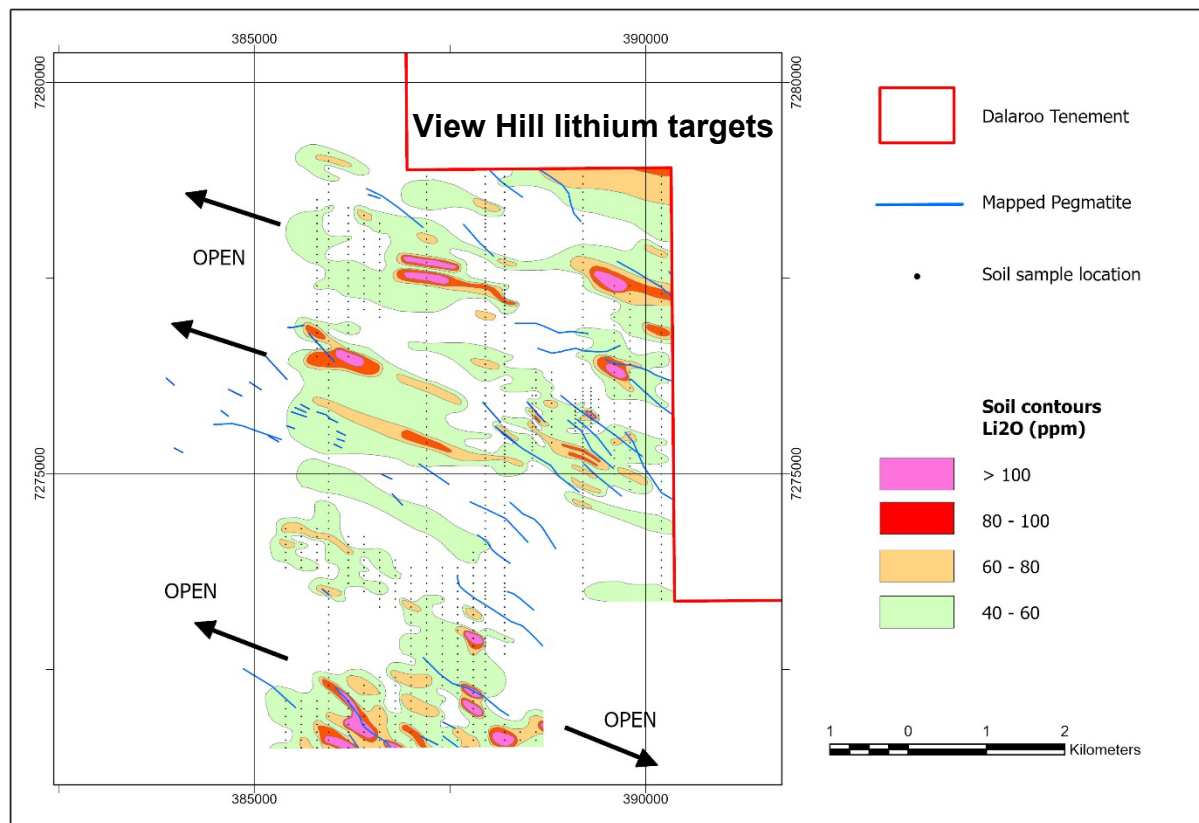 385000
390000
7280000
7280000
View Hill lithium targets
Dalaroo Tenement
Mapped Pegmatite
OPEN
Soil sample location
Soil contours
Li2O (ppm)
7275000
7275000
> 100
80 - 100
60 - 80
OPEN
40 - 60
OPEN
1 0 1 2
Kilometers
385000
390000